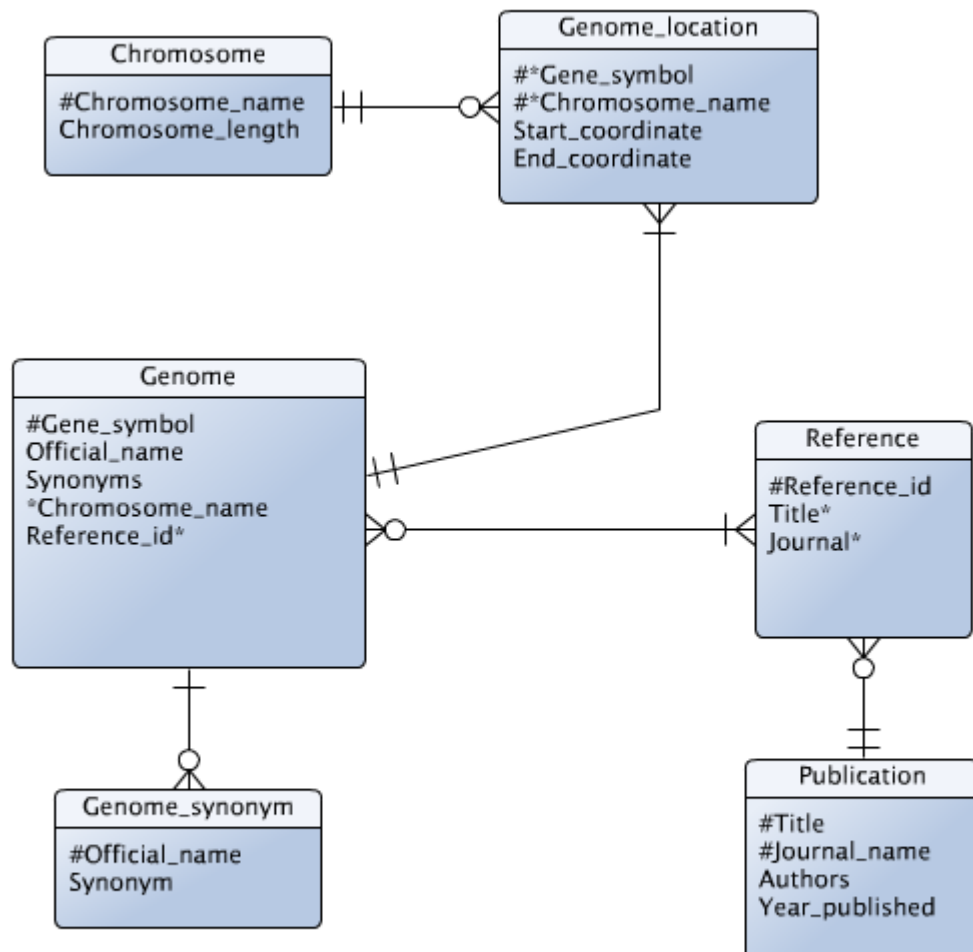 Chromosome
#Chromosome_name
Chromosome_length
Genome_location
#*Gene_symbol
#*Chromosome_name
Start_coordinate
End_coordinate
Genome
#Gene_symbol
Official_name
Synonyms
*Chromosome_name
Reference_id*
Reference
#Reference_id
Title*
Journal*
Genome_synonym
#Official_name
Synonym
Publication
#Title
#Journal_name
Authors
Year_published